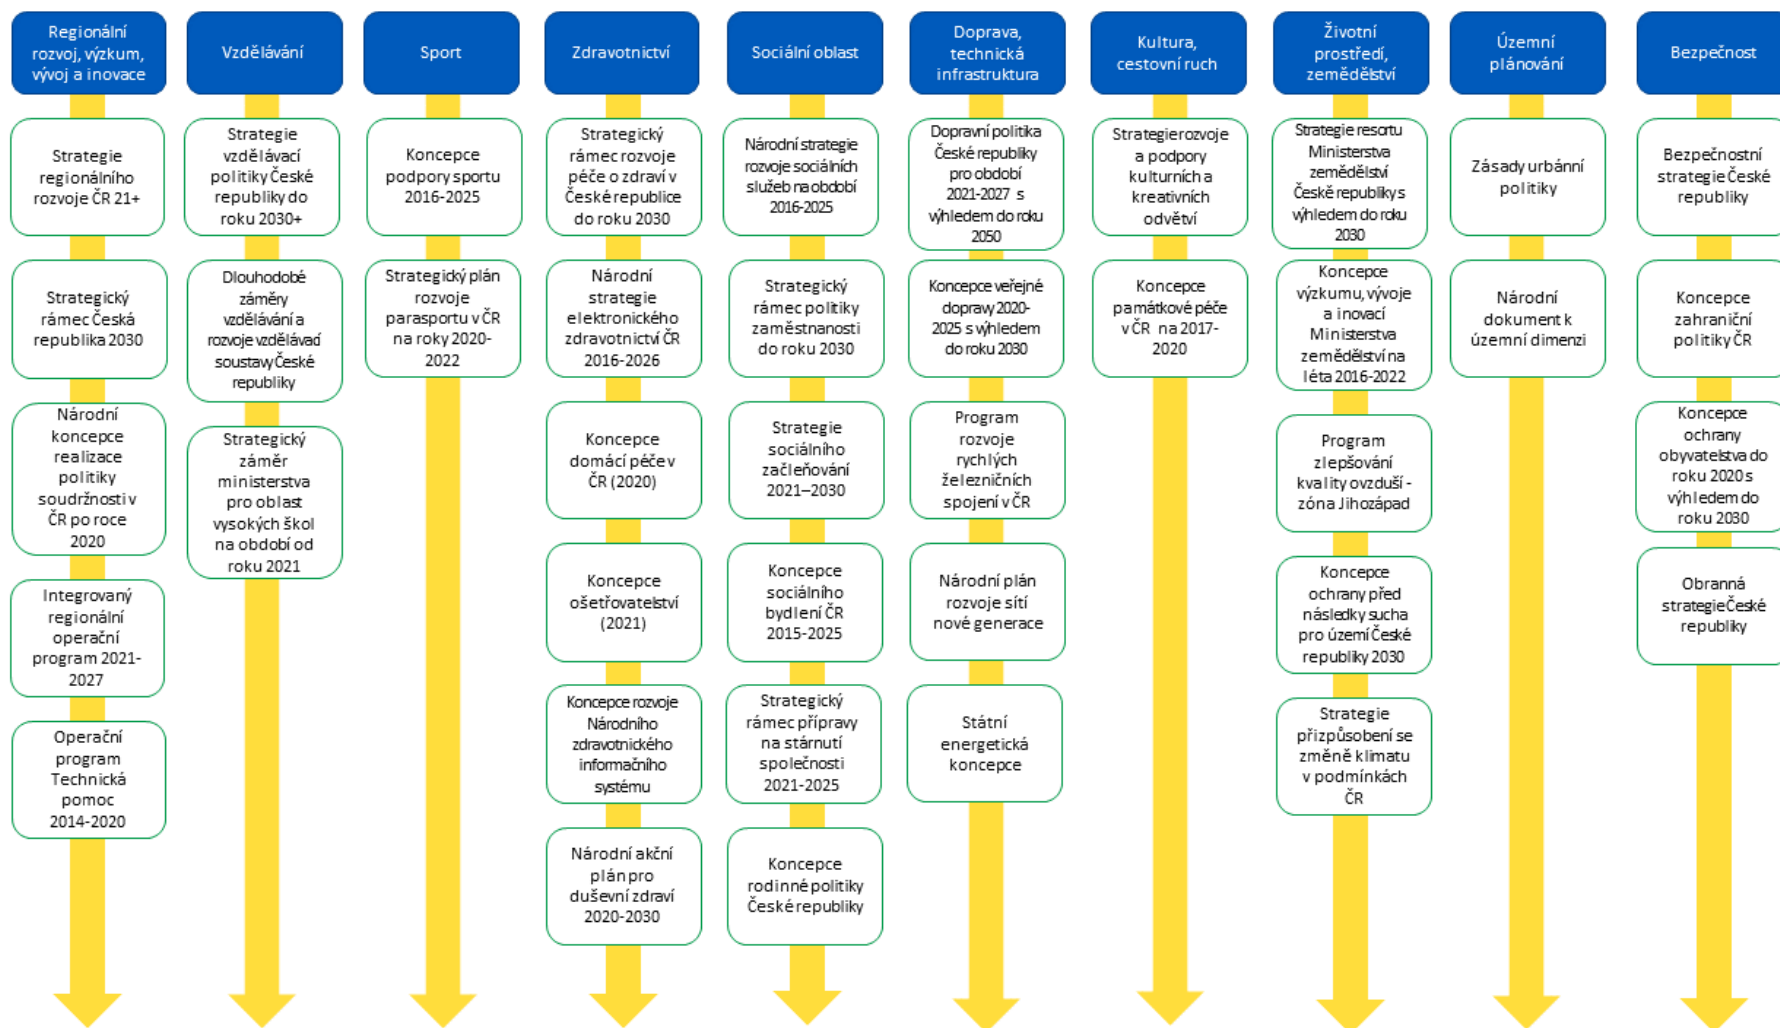 Regionální
rozvoj, výzkum,
vývoj a inovace
Strategie
regionálního
rozvoje ČR 21+
Strategický
rámec Česká
republika 2030
Národní
koncepce
realizace
politiky
soudržnosti v
ČR po roce
2020
Integrovaný
regionální
operační
program 2021-
2027
Operační
program
Technická
pomoc
2014-2020
Vzdělávání
Strategie
vzdělávací
politiky České
republiky do
roku 2030+
Dlouhodobé
záměry
vzdělávání a
rozvoje vzdělávací
soustavy České
republiky
Strategický
záměr
ministerstva
pro oblast
vysokých škol
na období od
roku 2021
Sport
Koncepce
podpory sportu
2016-2025
Strategický plán
rozvoje
parasportu v ČR
na roky 2020-
2022
Zdravotnictví
Strategický
rámec rozvoje
péče o zdraví v
České republice
do roku 2030
Národní
strategie
elektronického
zdravotnictví ČR
2016-2026
Koncepce
domácí péče v
ČR (2020)
Koncepce
ošetřovatelství
(2021)
Koncepce rozvoje
Národního
zdravotnického
informačního
systému
Národní akční
plán pro
duševní zdraví
2020-2030
Sociální oblast
Národní strategie
rozvoje sociálních
služeb na období
2016-2025
Strategický
rámec politiky
zaměstnanosti
do roku 2030
Strategie
sociálního
začleňování
2021–2030
Koncepce
sociálního
bydlení ČR
2015-2025
Strategický
rámec přípravy
na stárnutí
společnosti
2021-2025
Koncepce
rodinné politiky
České republiky
Doprava,
technická
infrastruktura
Dopravní politika
České republiky
pro období
2021-2027 s
výhledem do roku
2050
Koncepce veřejné
dopravy 2020-
2025 s výhledem
do roku 2030
Program
rozvoje
rychlých
železničních
spojení v ČR
Národní plán
rozvoje sítí
nové generace
Státní
energetická
koncepce
Kultura,
cestovní ruch
Strategie rozvoje
a podpory
kulturních a
kreativních
odvětví
Koncepce
památkové péče
v ČR na 2017-
2020
Životní
prostředí,
zemědělství
Strategie resortu
Ministerstva
zemědělství
České republiky s
výhledem do roku
2030
Koncepce
výzkumu, vývoje
a inovací
Ministerstva
zemědělství na
léta 2016-2022
Program
zlepšování
kvality ovzduší -
zóna Jihozápad
Koncepce
ochrany před
následky sucha
pro území České
republiky 2030
Strategie
přizpůsobení se
změně klimatu
v podmínkách
ČR
Územní
plánování
Zásady urbánní
politiky
Národní
dokument k
územní dimenzi
Bezpečnost
Bezpečnostní
strategie České
republiky
Koncepce
zahraniční
politiky ČR
Koncepce
ochrany
obyvatelstva do
roku 2020 s
výhledem do
roku 2030
Obranná
strategie České
republiky